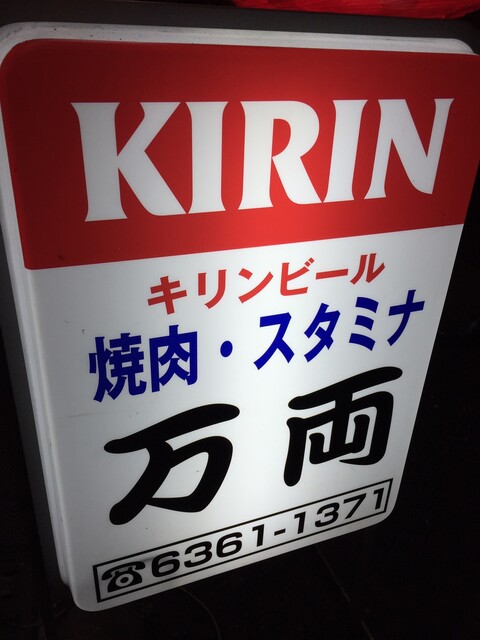 KIRIN
キリンビール
焼肉・スタミナ
万両
☎6361-1371